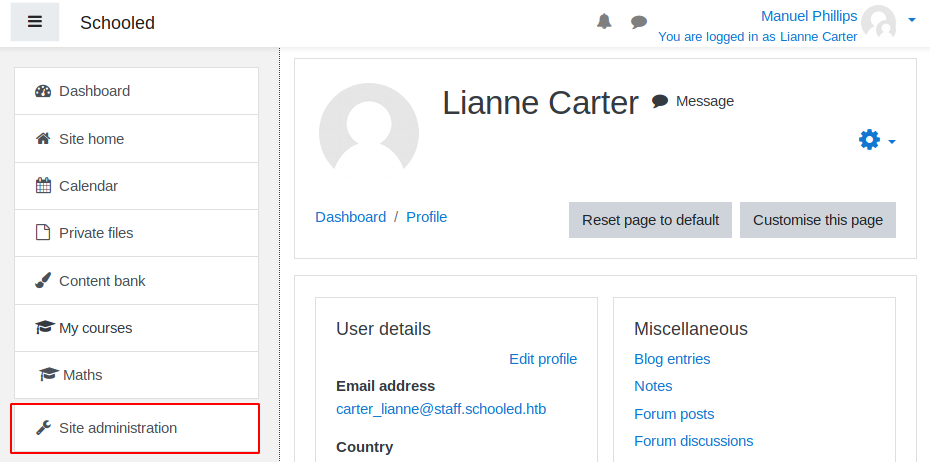 Schooled
Manuel Phillips
You are logged in as Lianne Carter
Dashboard
Site home
Calendar
Private files
Content bank
My courses
Maths
Site administration
Lianne Carter Message
Dashboard / Profile
Reset page to default Customise this page
User details
Edit profile
Email address
carter_lianne@staff.schooled.htb
Country
Miscellaneous
Blog entries
Notes
Forum posts
Forum discussions